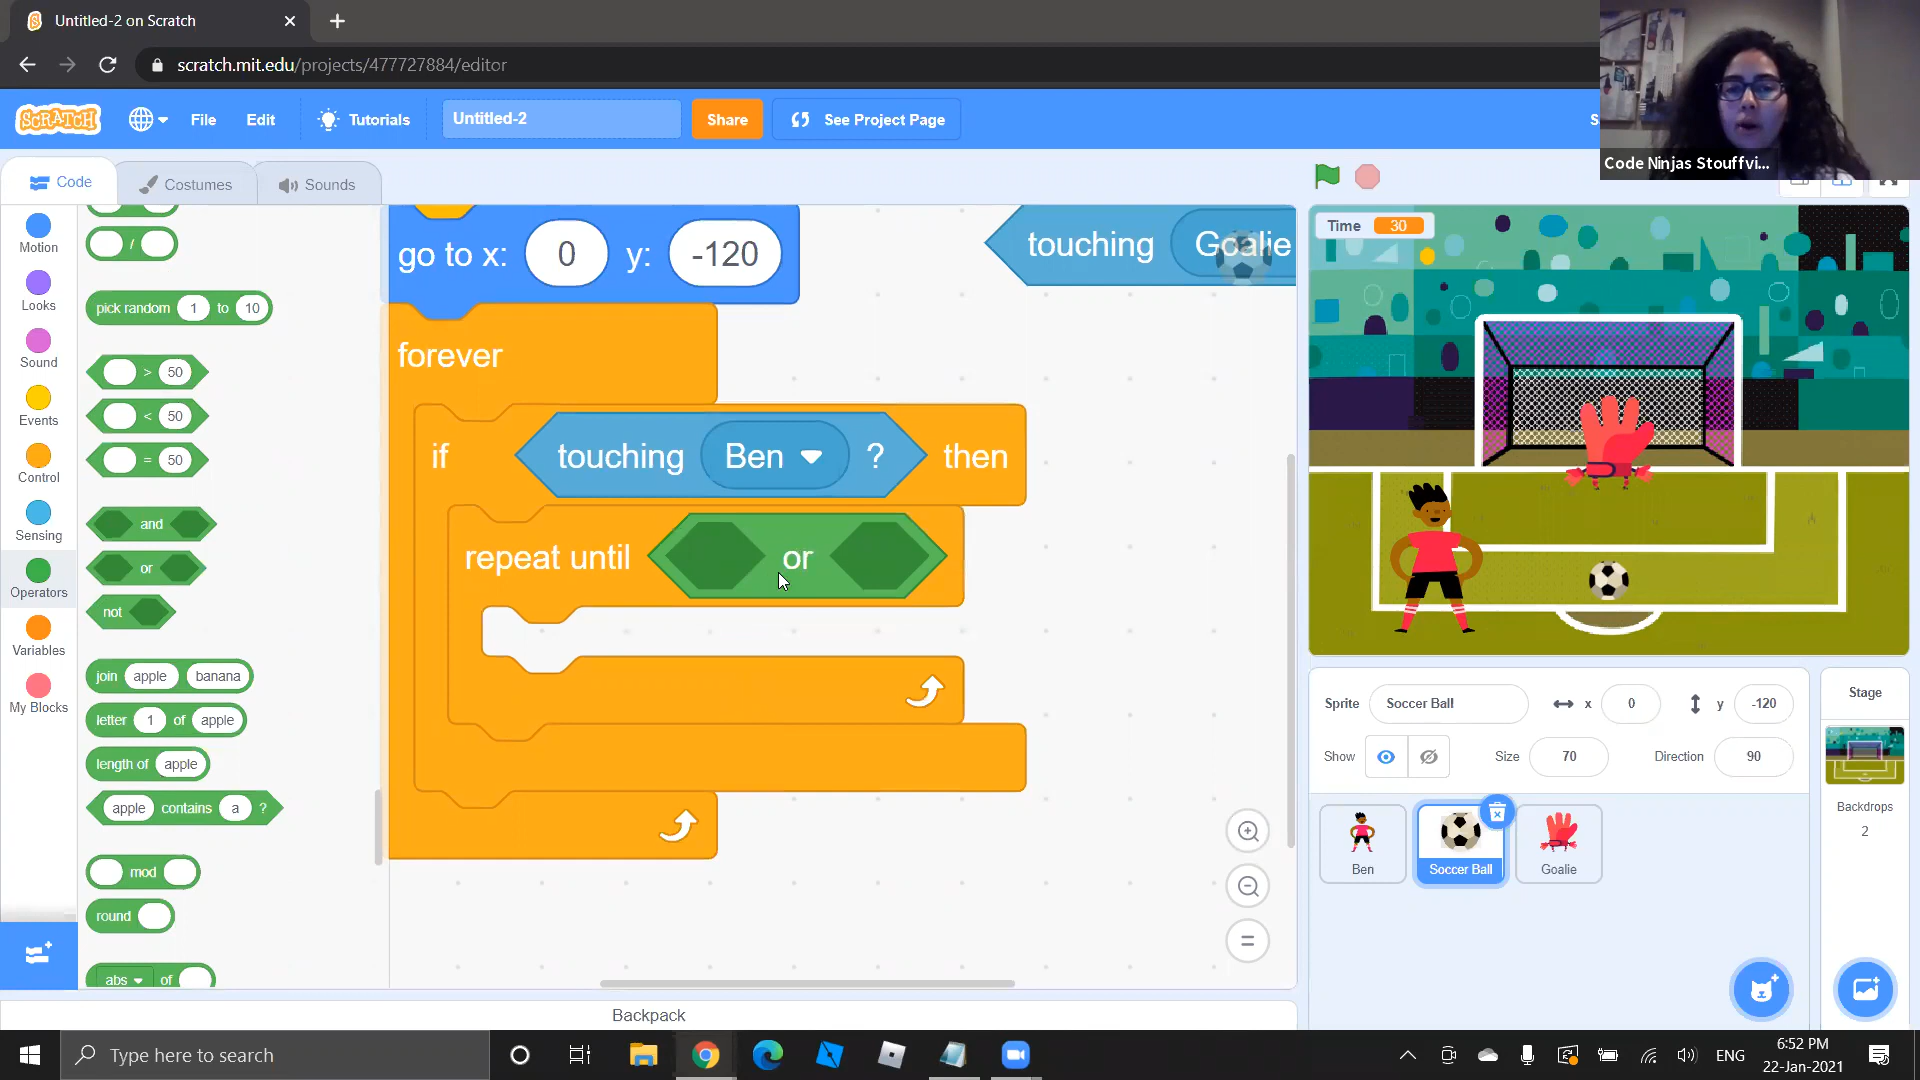 Untitled-2 on Scratch
scratch.mit.edu/projects/477727884/editor
SCRATCH
File
Edit
Tutorials
Untitled-2
Share
See Project Page
S
Code Ninjas Stouffvi...
Code
Costumes
Sounds
Motion
Looks
Sound
Events
Control
Sensing
Operators
Variables
My Blocks
/
pick random 1 to 10
> 50
< 50
= 50
and
or
not
join apple banana
letter 1 of apple
length of apple
apple contains a ?
mod
round
abs of
go to x: 0 y: -120
touching Goalie
forever
if touching Ben ? then
repeat until or
Time 30
Sprite Soccer Ball x 0 y -120
Show Size 70 Direction 90
Ben
Soccer Ball
Goalie
Stage
Backdrops
2
Backpack
Type here to search
ENG
6:52 PM
22-Jan-2021